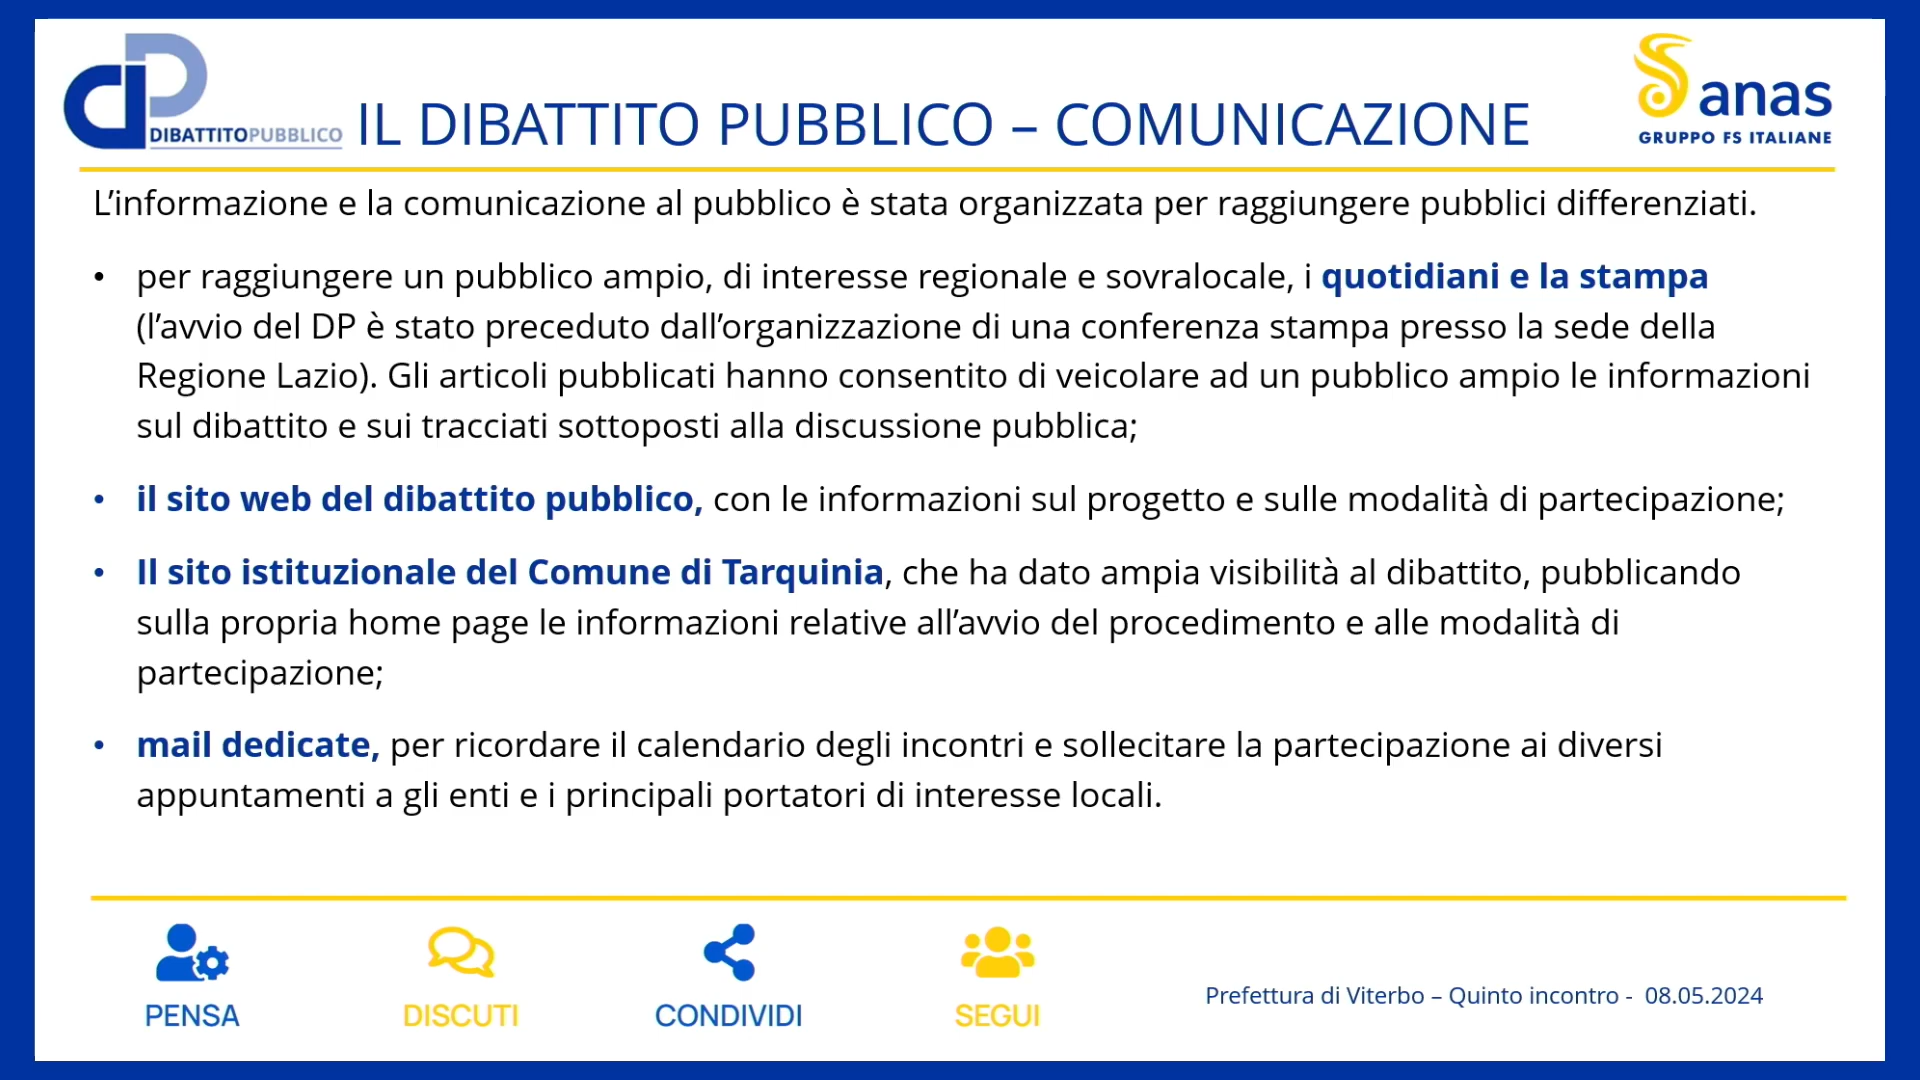 DIBATTITOPUBBLICO
IL DIBATTITO PUBBLICO – COMUNICAZIONE
anas
GRUPPO FS ITALIANE
L’informazione e la comunicazione al pubblico è stata organizzata per raggiungere pubblici differenziati.
• per raggiungere un pubblico ampio, di interesse regionale e sovralocale, i quotidiani e la stampa
(l’avvio del DP è stato preceduto dall’organizzazione di una conferenza stampa presso la sede della
Regione Lazio). Gli articoli pubblicati hanno consentito di veicolare ad un pubblico ampio le informazioni
sul dibattito e sui tracciati sottoposti alla discussione pubblica;
• il sito web del dibattito pubblico, con le informazioni sul progetto e sulle modalità di partecipazione;
• Il sito istituzionale del Comune di Tarquinia, che ha dato ampia visibilità al dibattito, pubblicando
sulla propria home page le informazioni relative all’avvio del procedimento e alle modalità di
partecipazione;
• mail dedicate, per ricordare il calendario degli incontri e sollecitare la partecipazione ai diversi
appuntamenti a gli enti e i principali portatori di interesse locali.
PENSA
DISCUTI
CONDIVIDI
SEGUI
Prefettura di Viterbo – Quinto incontro - 08.05.2024